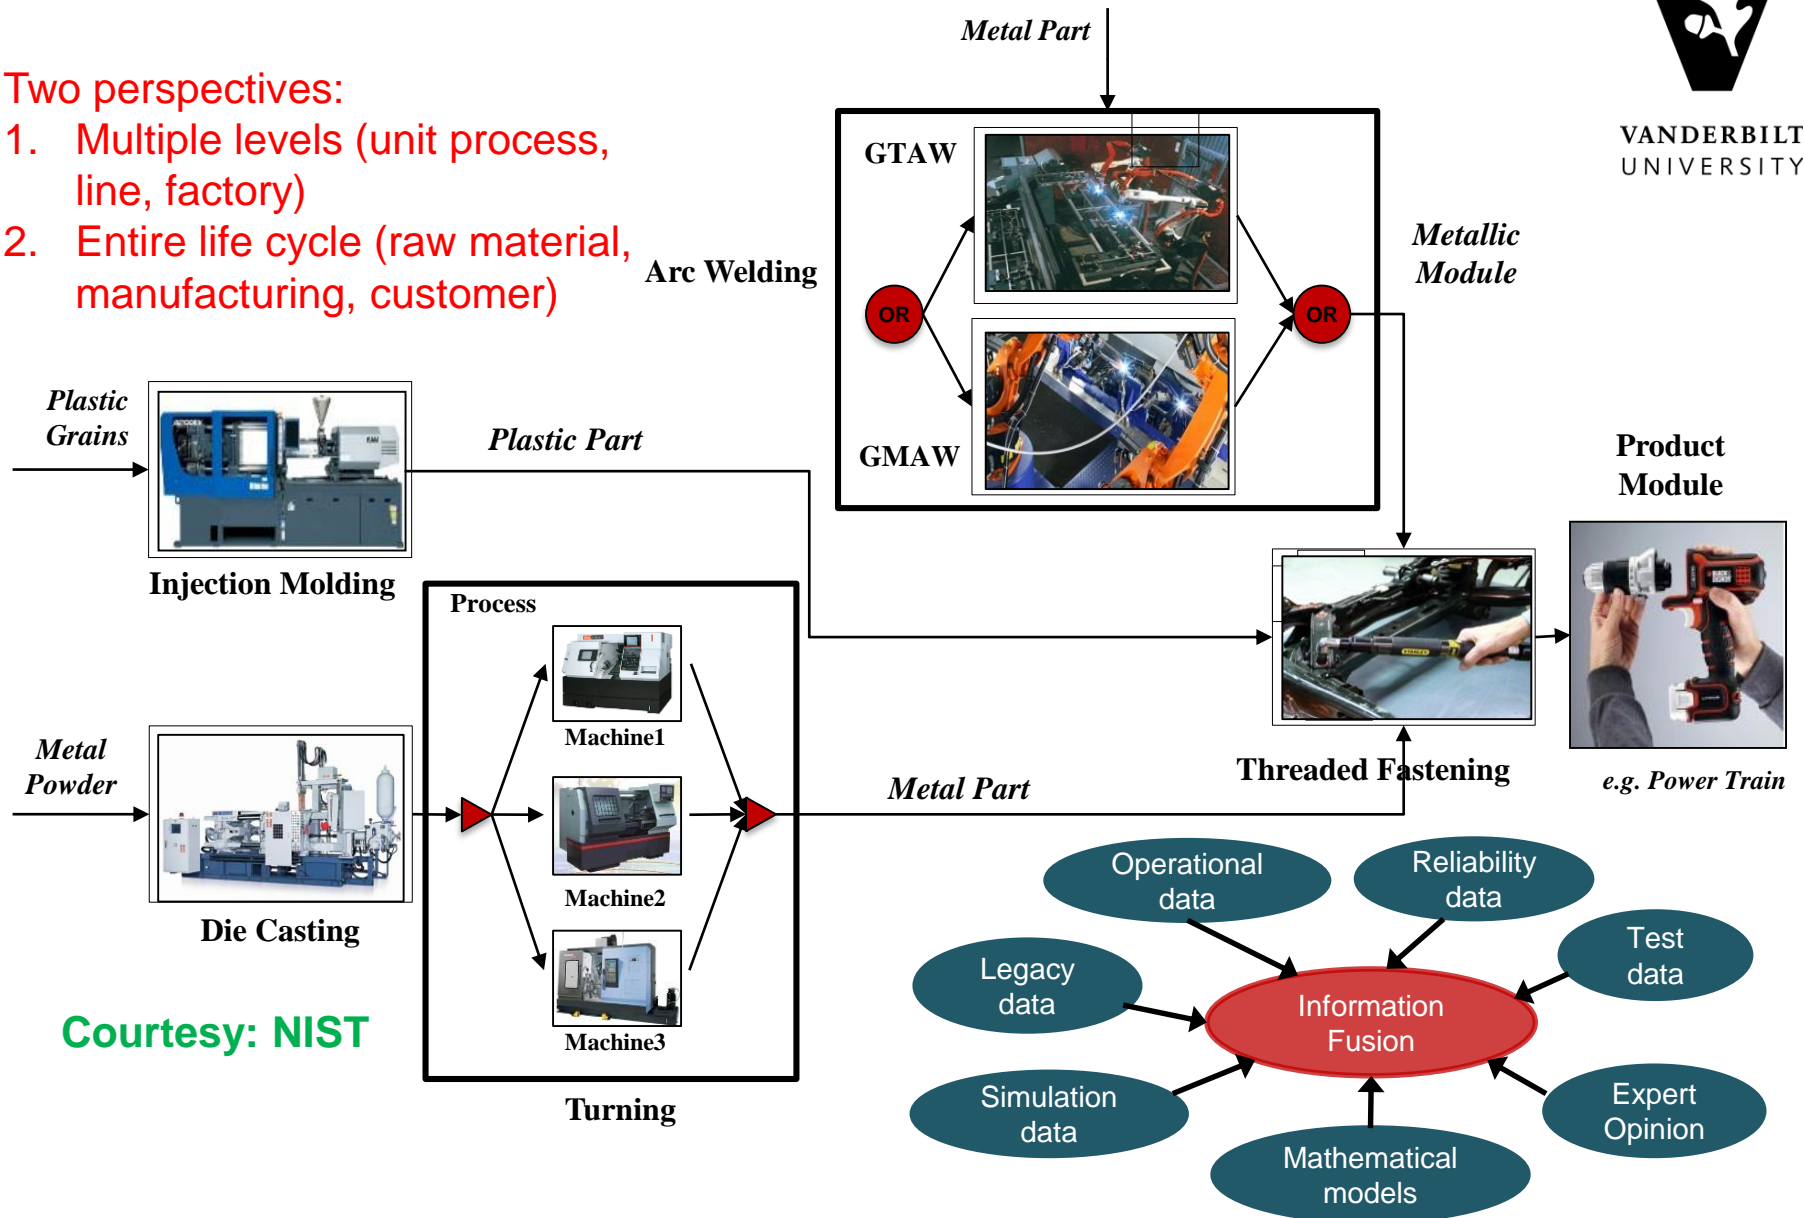 Metal Part
Two perspectives:
1. Multiple levels (unit process,
line, factory)
2. Entire life cycle (raw material,
manufacturing, customer)
VANDERBILT
UNIVERSITY
GTAW
Arc Welding
OR
OR
GMAW
Metallic
Module
Plastic
Grains
Plastic Part
Injection Molding
Product
Module
Process
Machine1
Machine2
Machine3
Turning
Metal
Powder
Die Casting
Metal Part
STANLEY
Threaded Fastening
e.g. Power Train
Courtesy: NIST
Operational
data
Reliability
data
Legacy
data
Test
data
Information
Fusion
Simulation
data
Expert
Opinion
Mathematical
models